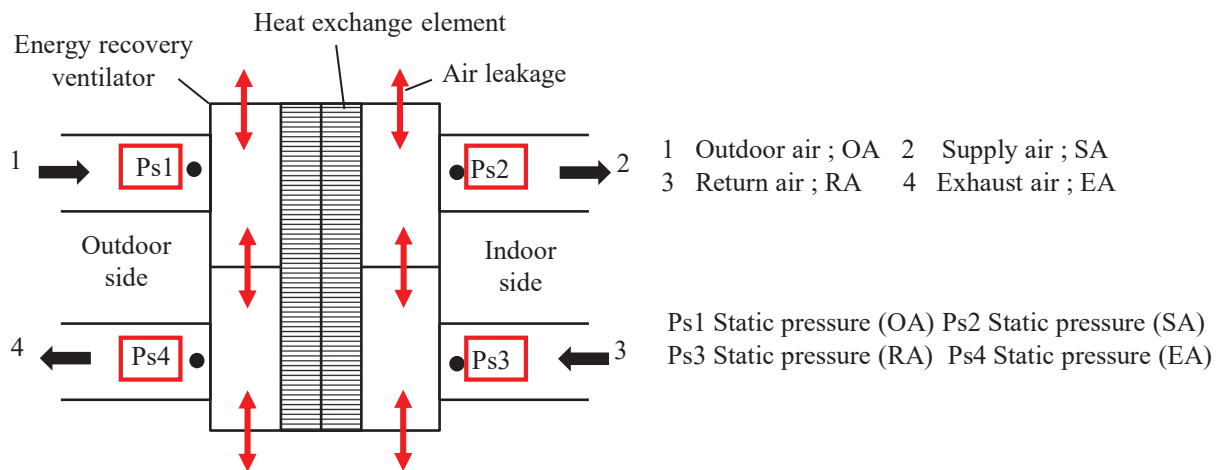 Heat exchange element
Energy recovery
ventilator
Air leakage
1
Ps1
Ps2
2
1 Outdoor air ; OA 2 Supply air ; SA
3 Return air ; RA 4 Exhaust air ; EA
Outdoor
side
Indoor
side
4
Ps4
Ps3
3
Ps1 Static pressure (OA) Ps2 Static pressure (SA)
Ps3 Static pressure (RA) Ps4 Static pressure (EA)